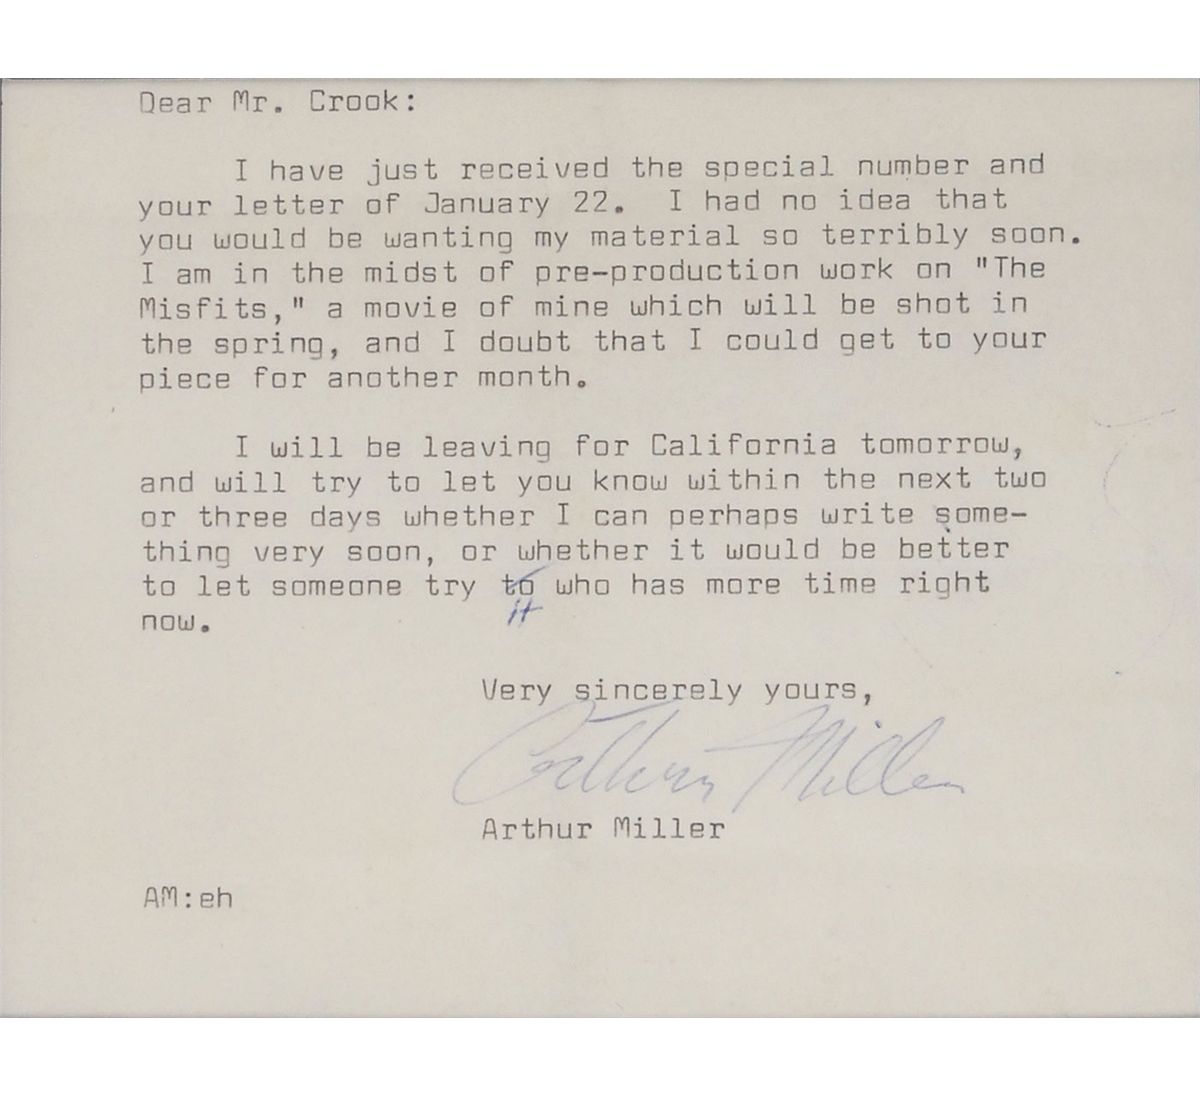 Dear Mr. Crook:
I have just received the special number and
your letter of January 22. I had no idea that
you would be wanting my material so terribly soon.
I am in the midst of pre-production work on "The
Misfits," a movie of mine which will be shot in
the spring, and I doubt that I could get to your
piece for another month.
I will be leaving for California tomorrow,
and will try to let you know within the next two
or three days whether I can perhaps write some-
thing very soon, or whether it would be better
to let someone try to who has more time right
it
now.
Very sincerely yours,
Arthur Miller
Arthur Miller
AM:eh